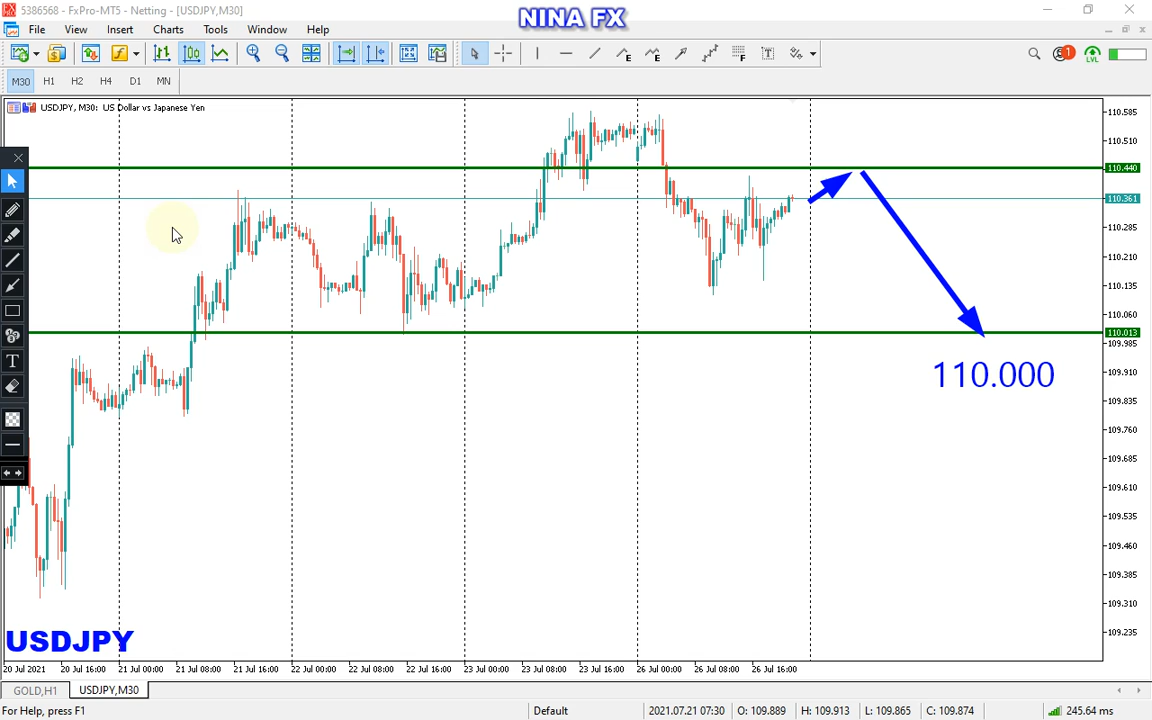 5386568 - FxPro-MT5 - Netting - [USDJPY,M30]
NINA FX
File View Insert Charts Tools Window Help
M30 H1 H2 H4 D1 MN
USDJPY, M30: US Dollar vs Japanese Yen
110.585
110.510
110.440
110.361
110.285
110.210
110.135
110.060
110.013
109.985
109.910
109.835
109.760
109.685
109.610
109.535
109.460
109.385
109.310
109.235
110.000
USDJPY
20 Jul 2021 20 Jul 16:00 21 Jul 00:00 21 Jul 08:00 21 Jul 16:00 22 Jul 00:00 22 Jul 08:00 22 Jul 16:00 23 Jul 00:00 23 Jul 08:00 23 Jul 16:00 26 Jul 00:00 26 Jul 08:00 26 Jul 16:00
GOLD,H1 USDJPY,M30
For Help, press F1 Default 2021.07.21 07:30 O: 109.889 H: 109.913 L: 109.865 C: 109.874 245.64 ms